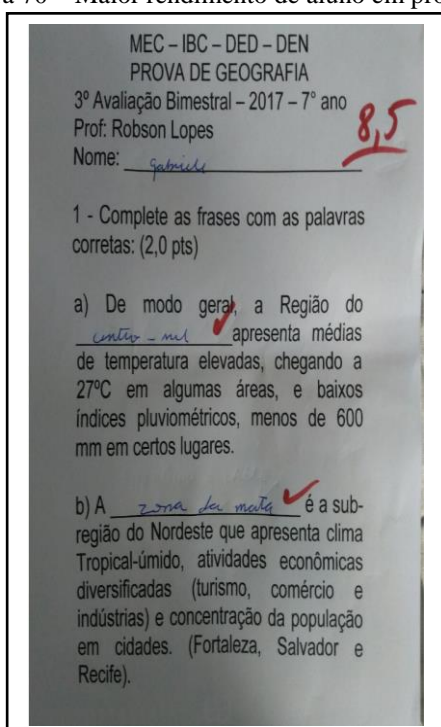 a 70 – Maior rendimento de aluno em pro
MEC – IBC – DED – DEN
PROVA DE GEOGRAFIA
3º Avaliação Bimestral – 2017 – 7° ano
Prof: Robson Lopes
8,5
Nome: Gabriele
1 - Complete as frases com as palavras
corretas: (2,0 pts)
a) De modo geral, a Região do
centro-sul apresenta médias
de temperatura elevadas, chegando a
27ºC em algumas áreas, e baixos
índices pluviométricos, menos de 600
mm em certos lugares.
b) A zona da mata é a sub-
região do Nordeste que apresenta clima
Tropical-úmido, atividades econômicas
diversificadas (turismo, comércio e
indústrias) e concentração da população
em cidades. (Fortaleza, Salvador e
Recife).